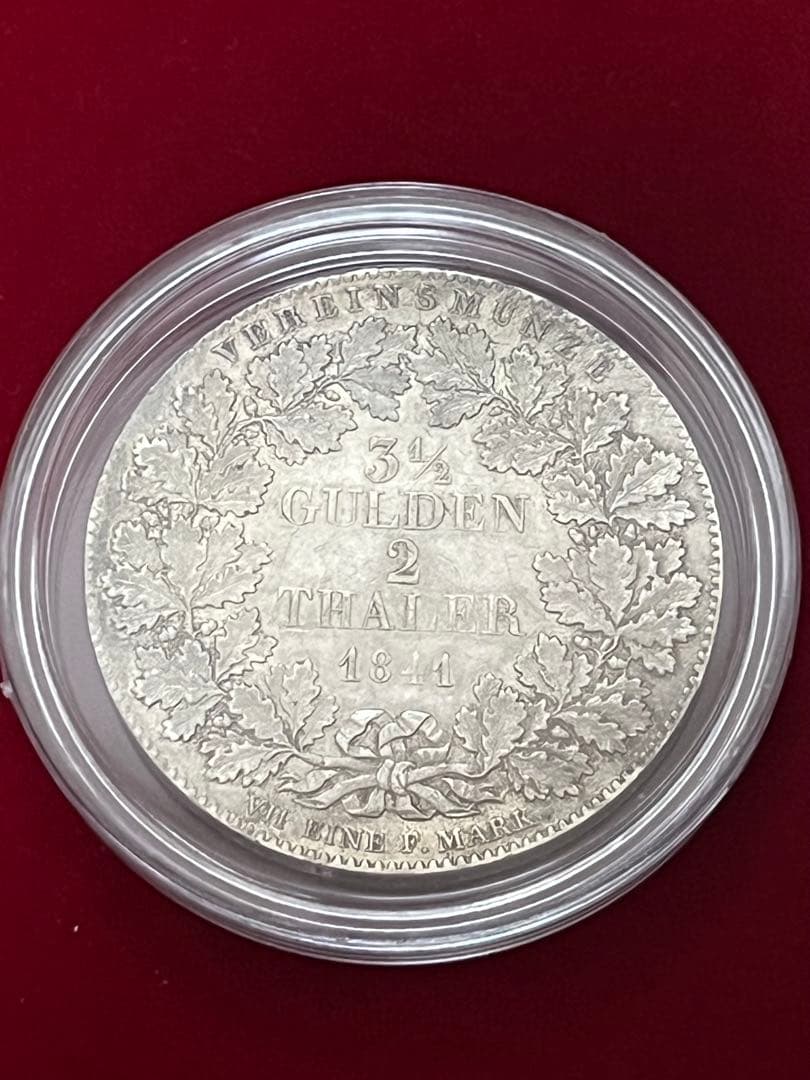 VEREINSMÜNZE
3½
GULDEN
2
THALER
1841
VII EINE F. MARK